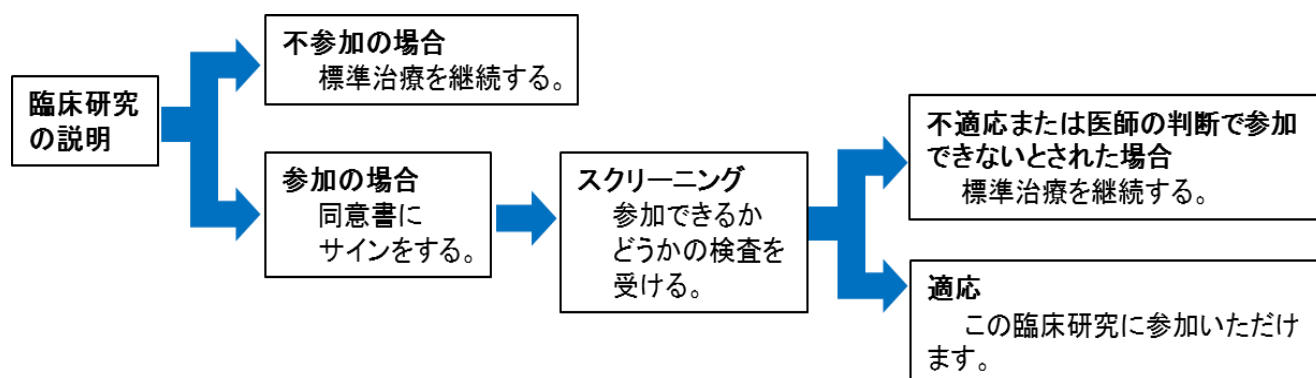 臨床研究
の説明
不参加の場合
標準治療を継続する。
参加の場合
同意書に
サインをする。
スクリーニング
参加できるか
どうかの検査を
受ける。
不適応または医師の判断で参加
できないとされた場合
標準治療を継続する。
適応
この臨床研究に参加いただけ
ます。